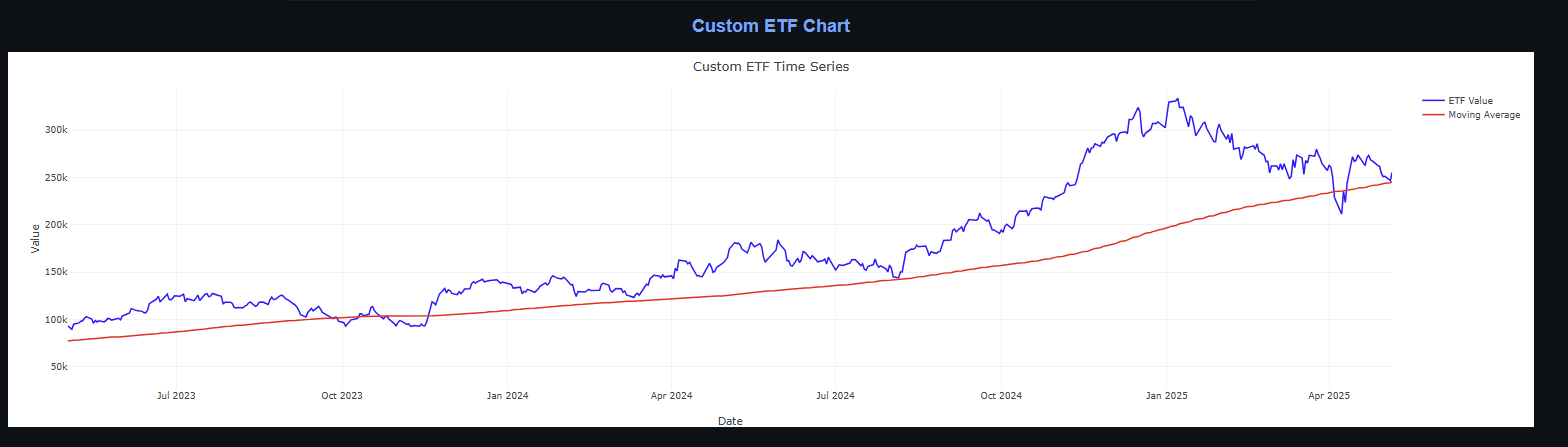 Custom ETF Chart
Custom ETF Time Series
ETF Value
Moving Average
300k
250k
200k
150k
100k
50k
Value
Jul 2023 Oct 2023 Jan 2024 Apr 2024 Jul 2024 Oct 2024 Jan 2025 Apr 2025
Date